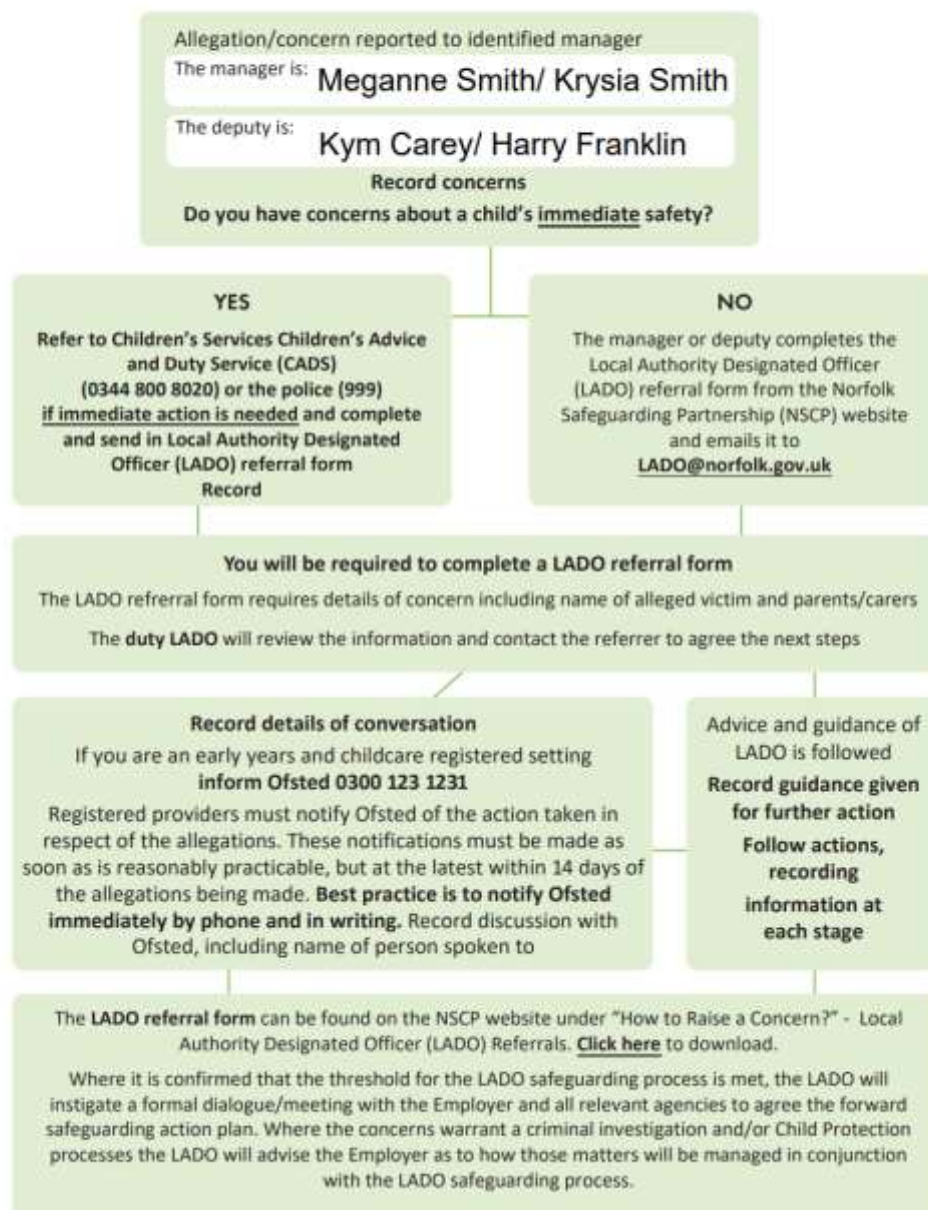 Allegation/concern reported to identified manager
The manager is: Meganne Smith/ Krysia Smith
The deputy is: Kym Carey/ Harry Franklin
Record concerns
Do you have concerns about a child's immediate safety?
YES
Refer to Children's Services Children's Advice
and Duty Service (CADS)
(0344 800 8020) or the police (999)
if immediate action is needed and complete
and send in Local Authority Designated
Officer (LADO) referral form
Record
NO
The manager or deputy completes the
Local Authority Designated Officer
(LADO) referral form from the Norfolk
Safeguarding Partnership (NSCP) website
and emails it to
LADO@norfolk.gov.uk
You will be required to complete a LADO referral form
The LADO refrerral form requires details of concern including name of alleged victim and parents/carers
The duty LADO will review the information and contact the referrer to agree the next steps
Record details of conversation
If you are an early years and childcare registered setting
inform Ofsted 0300 123 1231
Registered providers must notify Ofsted of the action taken in
respect of the allegations. These notifications must be made as
soon as is reasonably practicable, but at the latest within 14 days of
the allegations being made. Best practice is to notify Ofsted
immediately by phone and in writing. Record discussion with
Ofsted, including name of person spoken to
Advice and guidance of
LADO is followed
Record guidance given
for further action
Follow actions,
recording
information at
each stage
The LADO referral form can be found on the NSCP website under "How to Raise a Concern?" - Local
Authority Designated Officer (LADO) Referrals. Click here to download.
Where it is confirmed that the threshold for the LADO safeguarding process is met, the LADO will
instigate a formal dialogue/meeting with the Employer and all relevant agencies to agree the forward
safeguarding action plan. Where the concerns warrant a criminal investigation and/or Child Protection
processes the LADO will advise the Employer as to how those matters will be managed in conjunction
with the LADO safeguarding process.